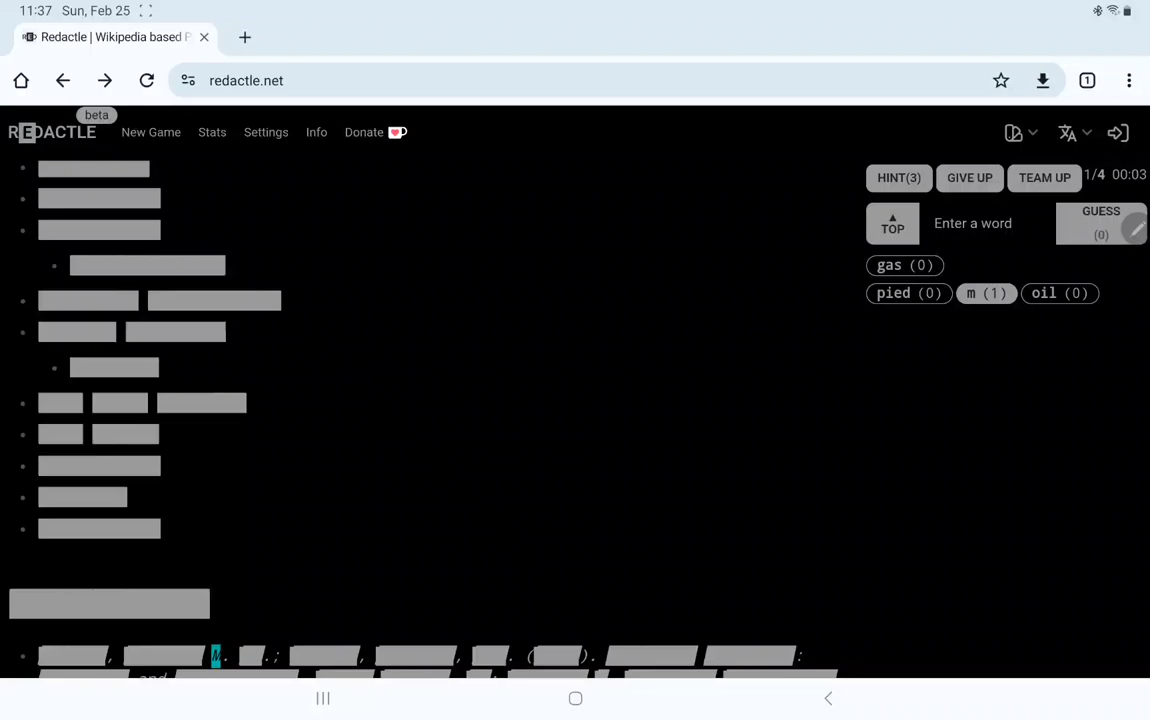 11:37 Sun, Feb 25
Redactle | Wikipedia based P
redactle.net
1
beta
REDACTLE New Game Stats Settings Info Donate
HINT(3) GIVE UP TEAM UP 1/4 00:03
▲ TOP Enter a word GUESS (0)
gas (0)
pied (0) m (1) oil (0)
, M. .; , , . ( ). :
and